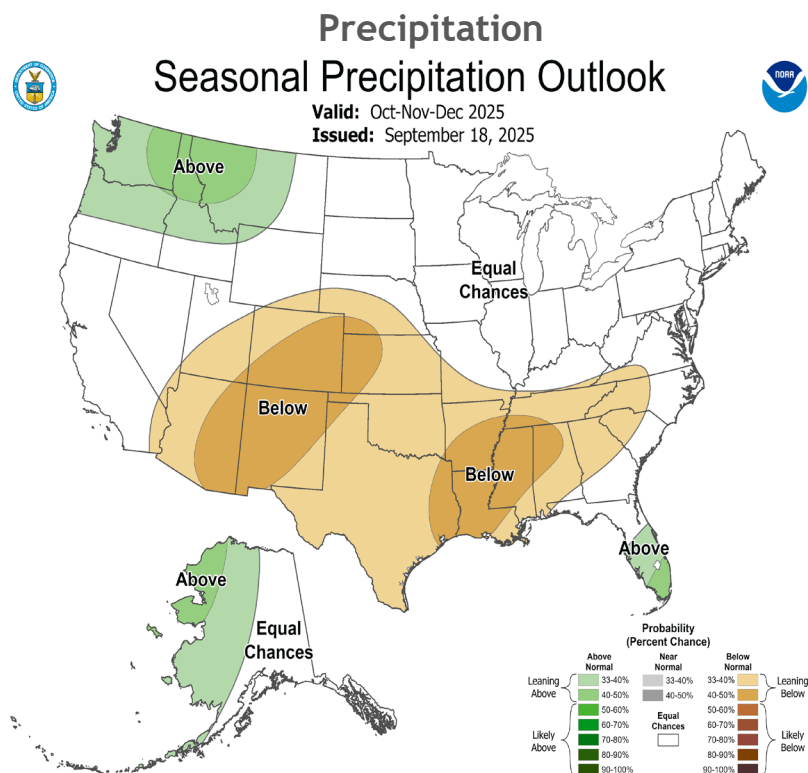 Precipitation
Seasonal Precipitation Outlook
Valid: Oct-Nov-Dec 2025
Issued: September 18, 2025
NOAA
Above
Equal
Chances
Below
Below
Above
Above
Equal
Chances
Probability
(Percent Chance)
Above
Normal
Near
Normal
Below
Normal
Leaning
Above
33-40%
40-50%
33-40%
40-50%
33-40%
40-50%
Leaning
Below
Likely
Above
50-60%
60-70%
70-80%
80-90%
90-100%
Equal
Chances
50-60%
60-70%
70-80%
80-90%
90-100%
Likely
Below